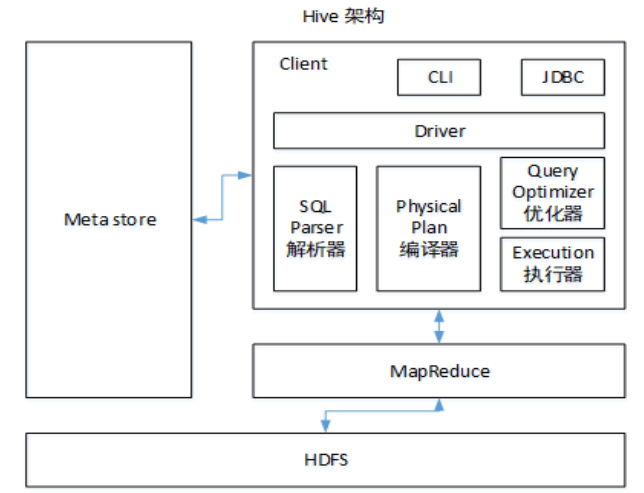 Hive 架构
Client
CLI
JDBC
Driver
Meta store
SQL
Parser
解析器
Physical
Plan
编译器
Query
Optimizer
优化器
Execution
执行器
MapReduce
HDFS